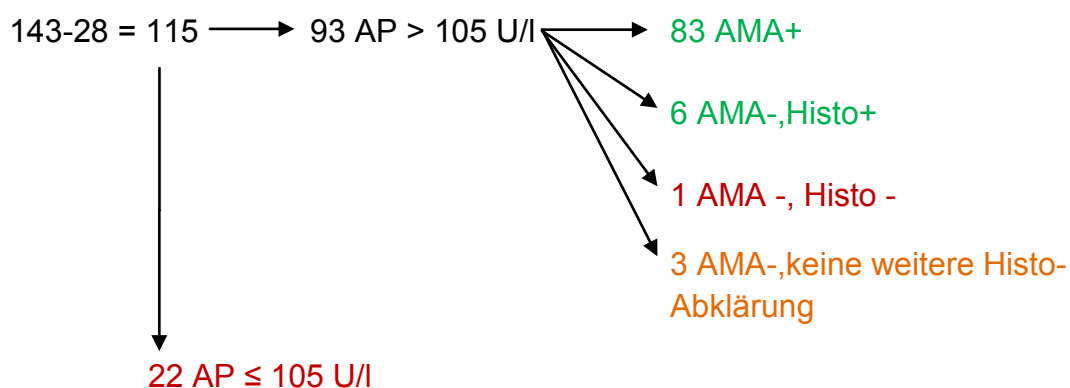 143-28 = 115
93 AP > 105 U/l
83 AMA+
6 AMA-,Histo+
1 AMA -, Histo -
3 AMA-,keine weitere Histo-
Abklärung
22 AP ≤ 105 U/l